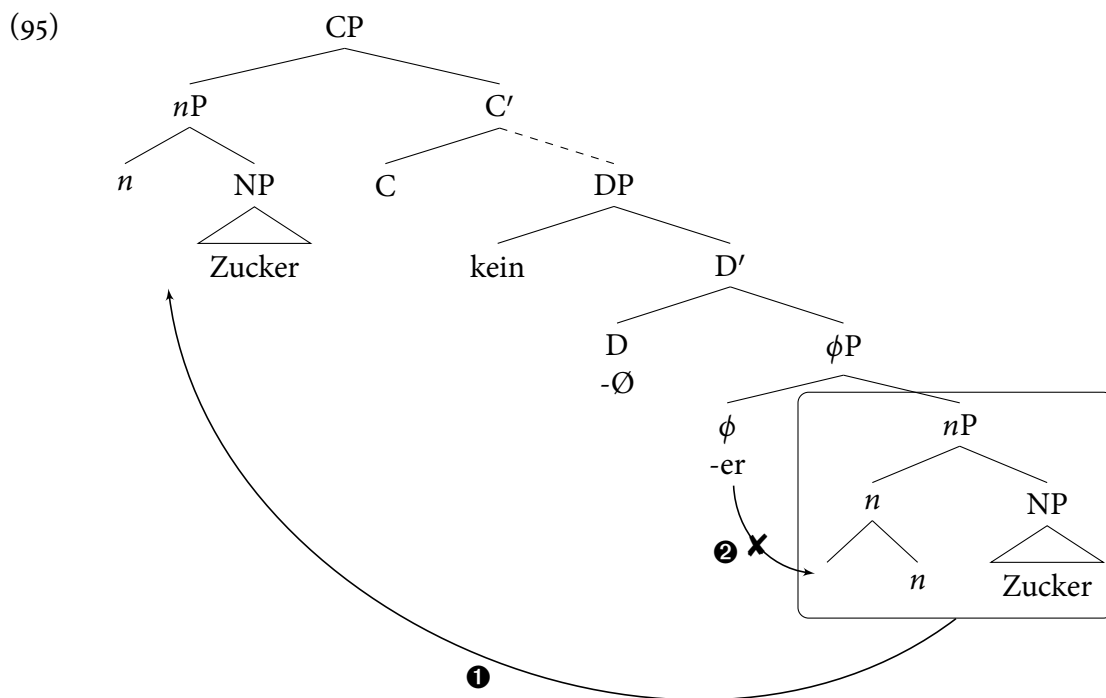 (95) CP
nP C′
n NP C DP
Zucker kein D′
D ϕP
-Ø ϕ nP
-er n NP
❷ ✘ n Zucker
❶